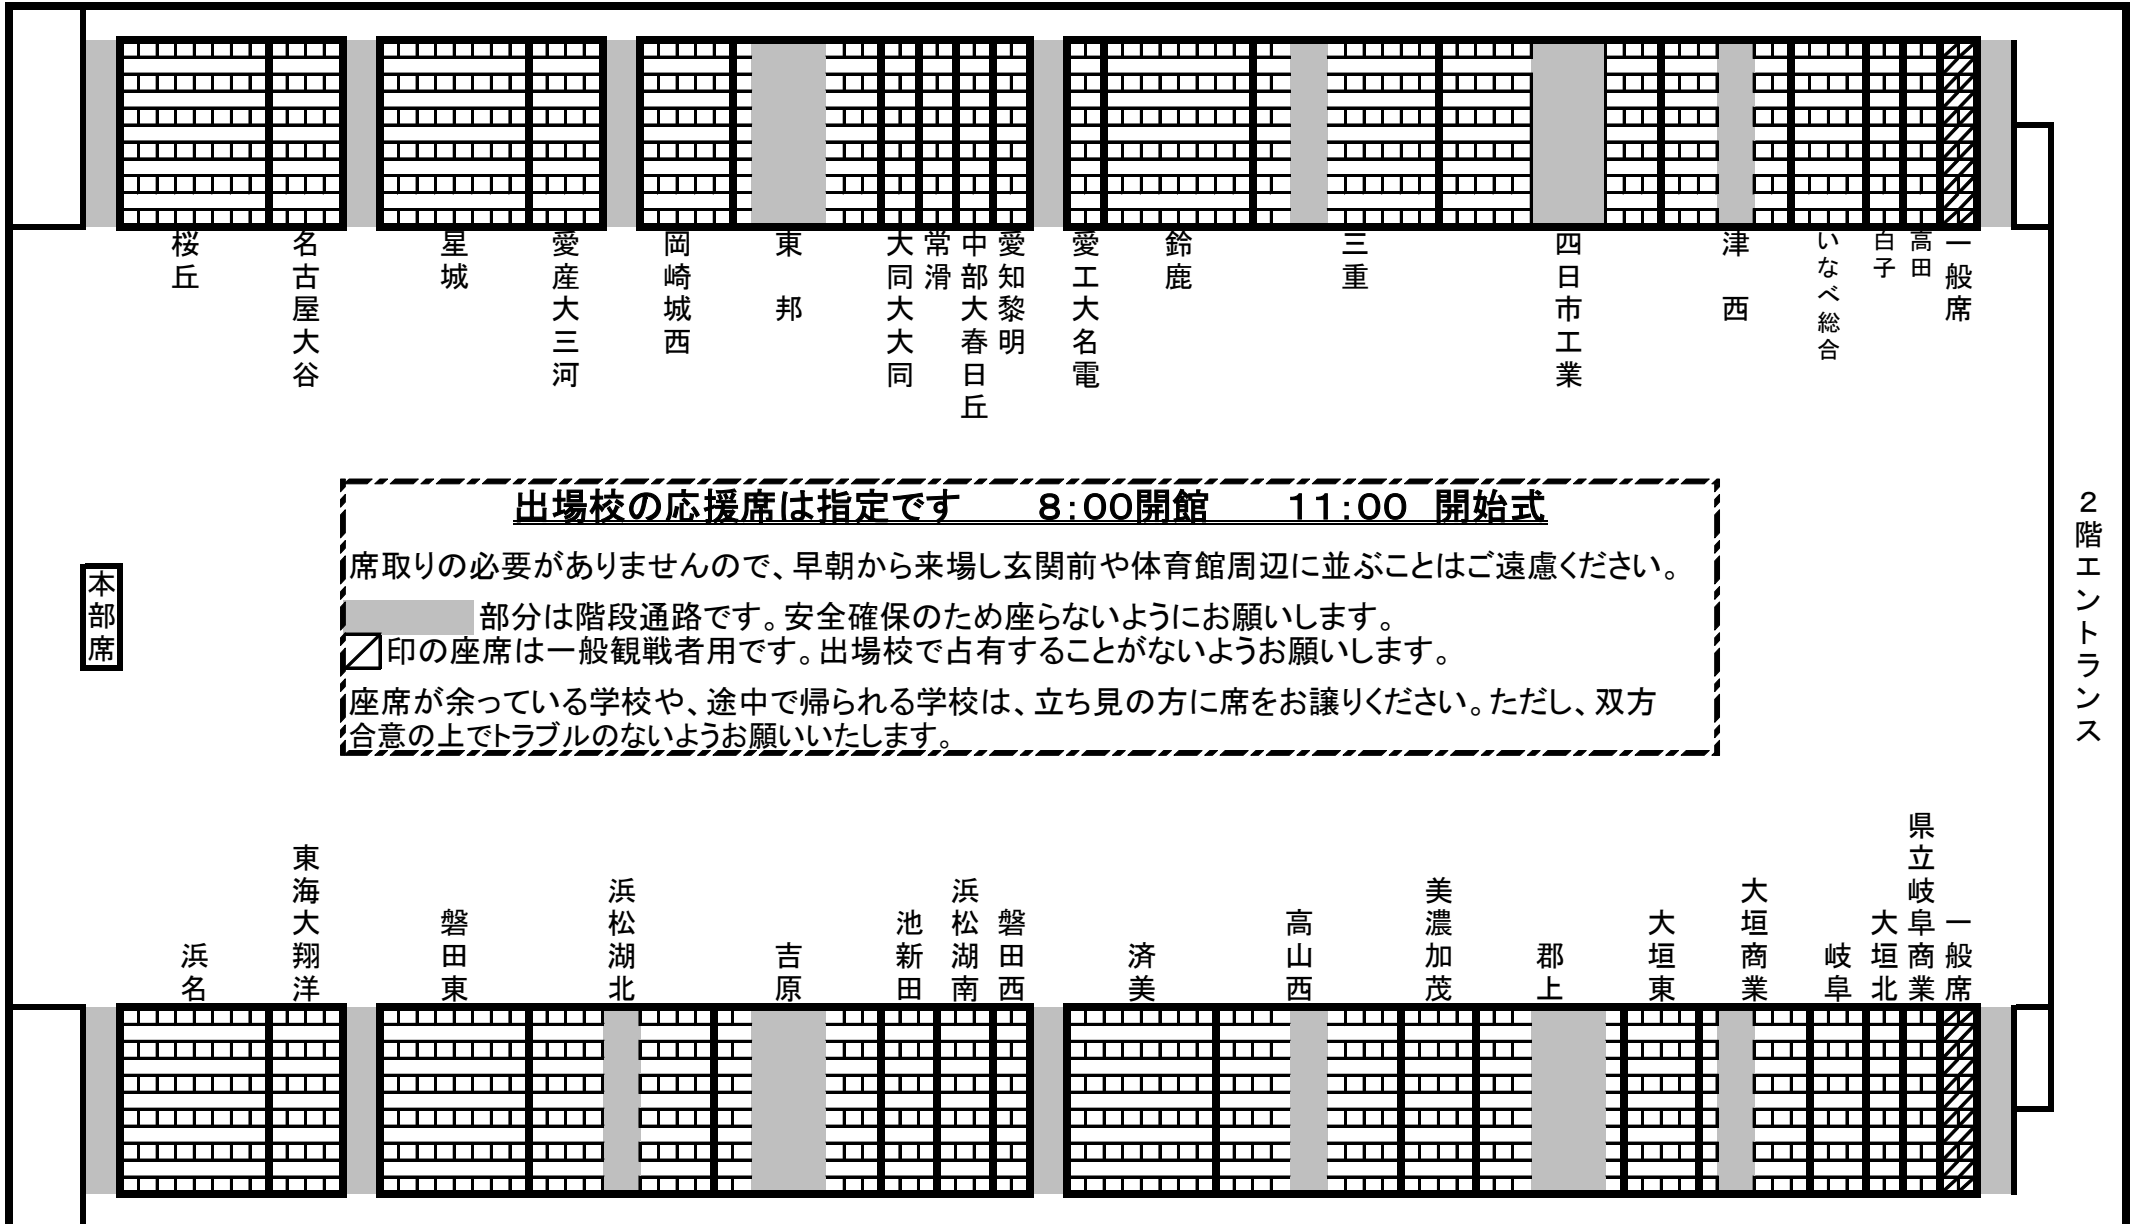 桜丘
名古屋大谷
星城
愛産大三河
岡崎城西
東　邦
大同大大同
常滑
中部大春日丘
愛知黎明
愛工大名電
鈴鹿
三重
四日市工業
津　西
いなべ総合
白子
高田
一般席
出場校の応援席は指定です　　8:00開館　　11:00　開始式
席取りの必要がありませんので、早朝から来場し玄関前や体育館周辺に並ぶことはご遠慮ください。
部分は階段通路です。安全確保のため座らないようにお願いします。
印の座席は一般観戦者用です。出場校で占有することがないようお願いします。
座席が余っている学校や、途中で帰られる学校は、立ち見の方に席をお譲りください。ただし、双方
合意の上でトラブルのないようお願いいたします。
本部席
２階エントランス
浜名
東海大翔洋
磐田東
浜松湖北
吉原
池新田
浜松湖南
磐田西
済美
高山西
美濃加茂
郡上
大垣東
大垣商業
岐阜
大垣北
県立岐阜商業
一般席